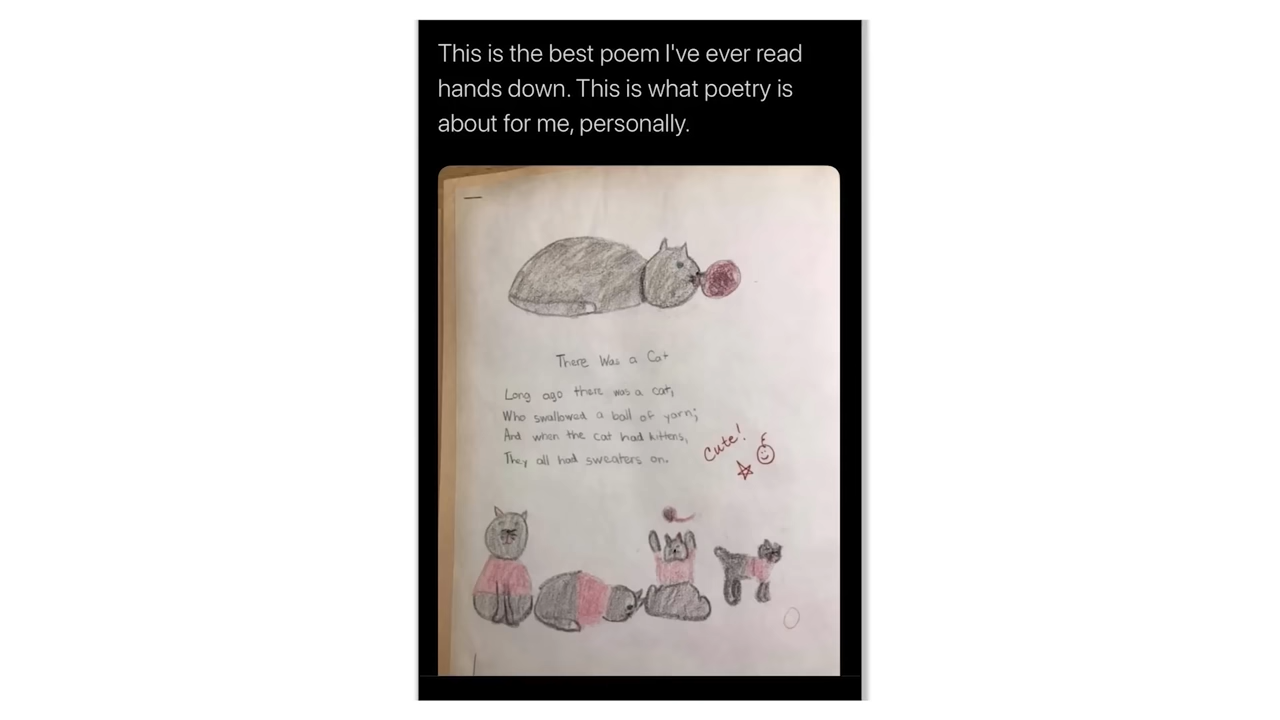 This is the best poem I've ever read
hands down. This is what poetry is
about for me, personally.
There Was a Cat
Long ago there was a cat,
Who swallowed a ball of yarn;
And when the cat had kittens,
They all had sweaters on.
Cute!